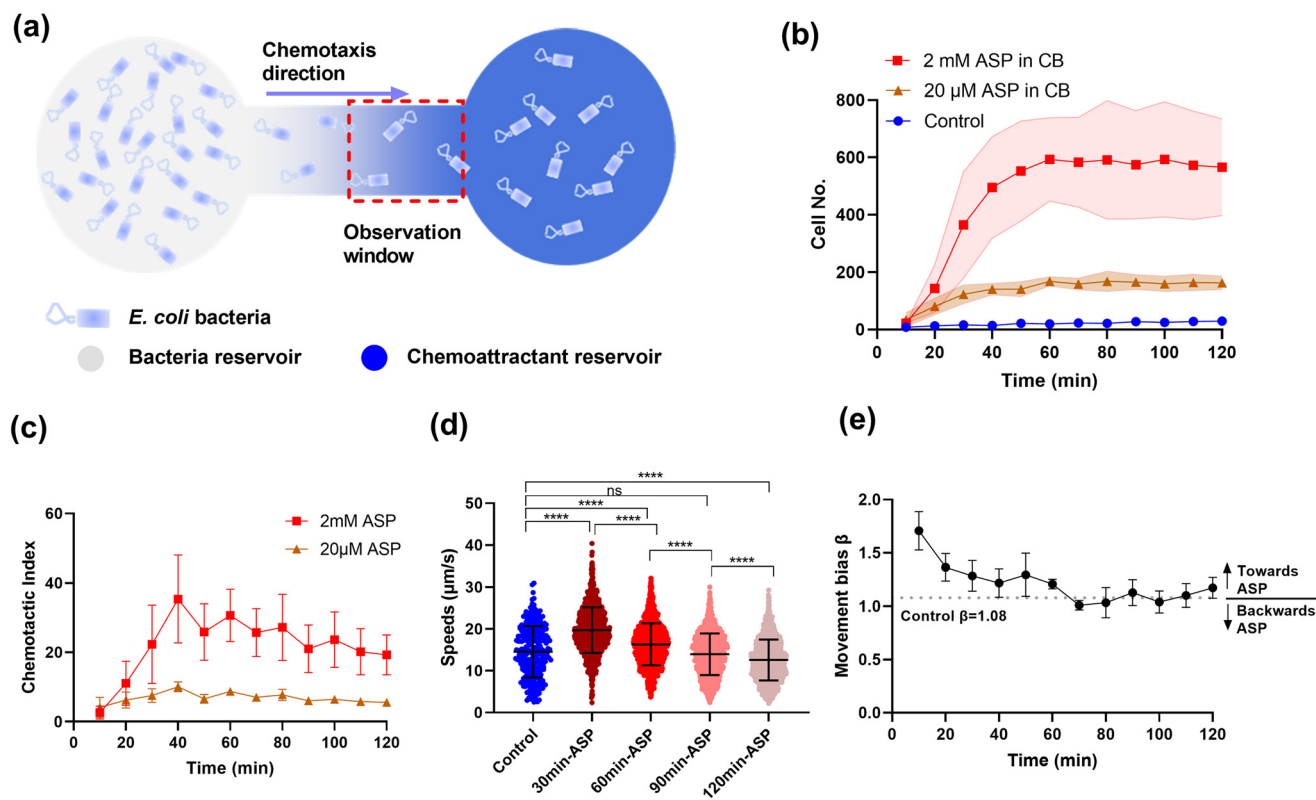 (a)
Chemotaxis
direction
Observation
window
E. coli bacteria
Bacteria reservoir
Chemoattractant reservoir
(b)
2 mM ASP in CB
20 µM ASP in CB
Control
800
600
400
200
0
Cell No.
0 20 40 60 80 100 120
Time (min)
(c)
2mM ASP
20µM ASP
60
40
20
0
Chemotactic index
0 20 40 60 80 100 120
Time (min)
(d)
****
ns
****
**** ****
**** ****
50
40
30
20
10
0
Speeds (µm/s)
Control
30min-ASP
60min-ASP
90min-ASP
120min-ASP
(e)
2.0
1.5
1.0
0.5
0.0
Movement bias β
Control β=1.08
Towards
ASP
Backwards
ASP
0 20 40 60 80 100 120
Time (min)